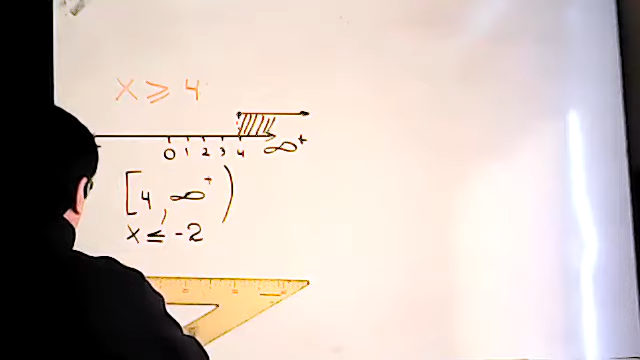 x ≥ 4
0 1 2 3 4 ∞⁺
[4, ∞⁺)
x ≤ -2